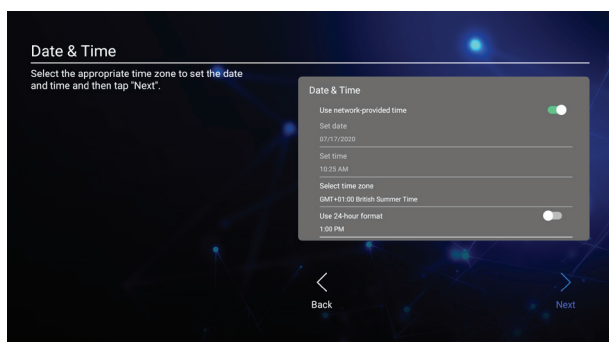 Date & Time
Select the appropriate time zone to set the date
and time and then tap "Next".
Date & Time
Use network-provided time
Set date
07/17/2020
Set time
10:25 AM
Select time zone
GMT+01:00 British Summer Time
Use 24-hour format
1:00 PM
Back
Next